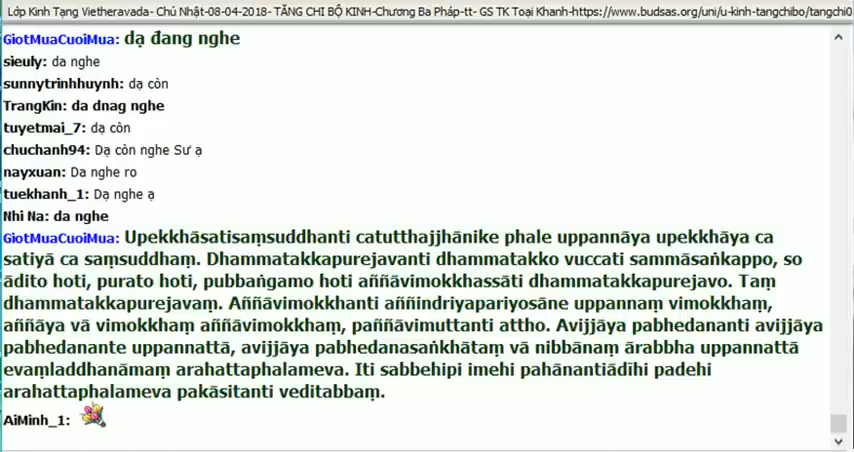 Lớp Kinh Tạng Vietheravada- Chủ Nhật-08-04-2018- TĂNG CHI BỘ KINH-Chương Ba Pháp-tt- GS TK Toại Khanh-https://www.budsas.org/uni/u-kinh-tangchibo/tangchi0
GiotMuaCuoiMua: dạ đang nghe
sieuly: da nghe
sunnytrinhhuynh: dạ còn
TrangKin: da dnag nghe
tuyetmai_7: dạ còn
chuchanh94: Dạ còn nghe Sư ạ
nayxuan: Da nghe ro
tuekhanh_1: Dạ nghe ạ
Nhi Na: da nghe
GiotMuaCuoiMua: Upekkhāsatisaṃsuddhanti catutthajjhānike phale uppannāya upekkhāya ca
satiyā ca saṃsuddhaṃ. Dhammatakkapurejavanti dhammatakko vuccati sammāsaṅkappo, so
ādito hoti, purato hoti, pubbaṅgamo hoti aññāvimokkhassāti dhammatakkapurejavo. Taṃ
dhammatakkapurejavaṃ. Aññāvimokkhanti aññindriyapariyosāne uppannaṃ vimokkhaṃ,
aññāya vā vimokkhaṃ aññāvimokkhaṃ, paññāvimuttanti attho. Avijjāya pabhedananti avijjāya
pabhedanante uppannattā, avijjāya pabhedanasaṅkhātaṃ vā nibbānaṃ ārabbha uppannattā
evaṃladdhanāmaṃ arahattaphalameva. Iti sabbehipi imehi pahānantiādīhi padehi
arahattaphalameva pakāsitanti veditabbaṃ.
AiMinh_1: